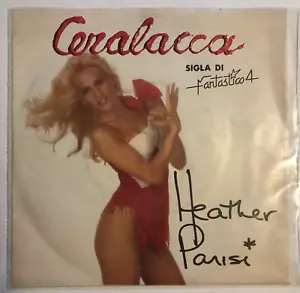 Ceralacca
SIGLA DI
Fantastico 4
Heather
Parisi*